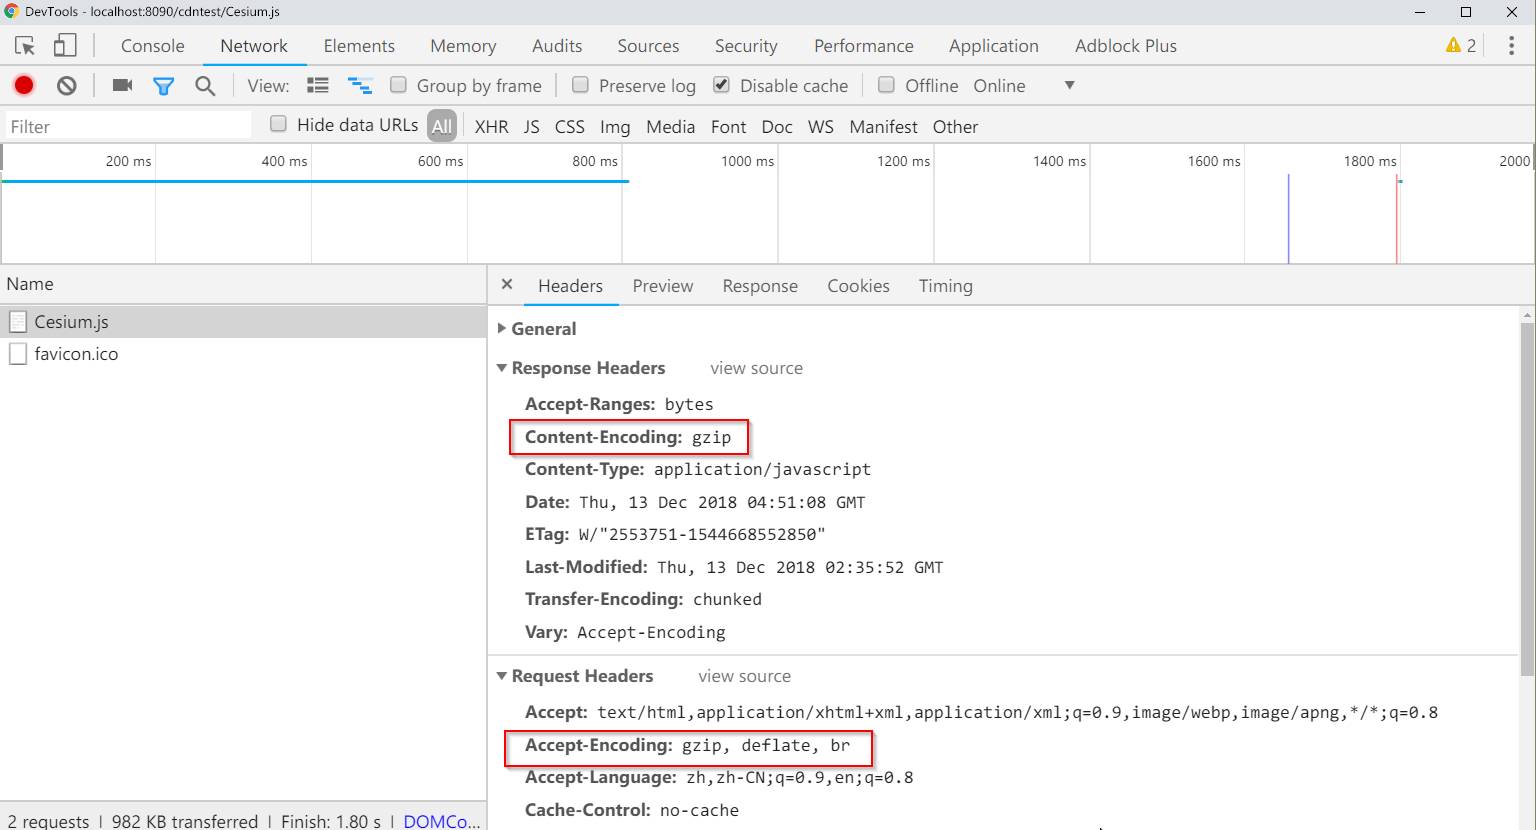 DevTools - localhost:8090/cdntest/Cesium.js
Console Network Elements Memory Audits Sources Security Performance Application Adblock Plus 2
View: Group by frame Preserve log Disable cache Offline Online
Filter Hide data URLs All XHR JS CSS Img Media Font Doc WS Manifest Other
200 ms 400 ms 600 ms 800 ms 1000 ms 1200 ms 1400 ms 1600 ms 1800 ms 2000
Name
Cesium.js
favicon.ico
Headers Preview Response Cookies Timing
General
Response Headers view source
Accept-Ranges: bytes
Content-Encoding: gzip
Content-Type: application/javascript
Date: Thu, 13 Dec 2018 04:51:08 GMT
ETag: W/"2553751-1544668552850"
Last-Modified: Thu, 13 Dec 2018 02:35:52 GMT
Transfer-Encoding: chunked
Vary: Accept-Encoding
Request Headers view source
Accept: text/html,application/xhtml+xml,application/xml;q=0.9,image/webp,image/apng,*/*;q=0.8
Accept-Encoding: gzip, deflate, br
Accept-Language: zh,zh-CN;q=0.9,en;q=0.8
Cache-Control: no-cache
2 requests | 982 KB transferred | Finish: 1.80 s | DOMCo...